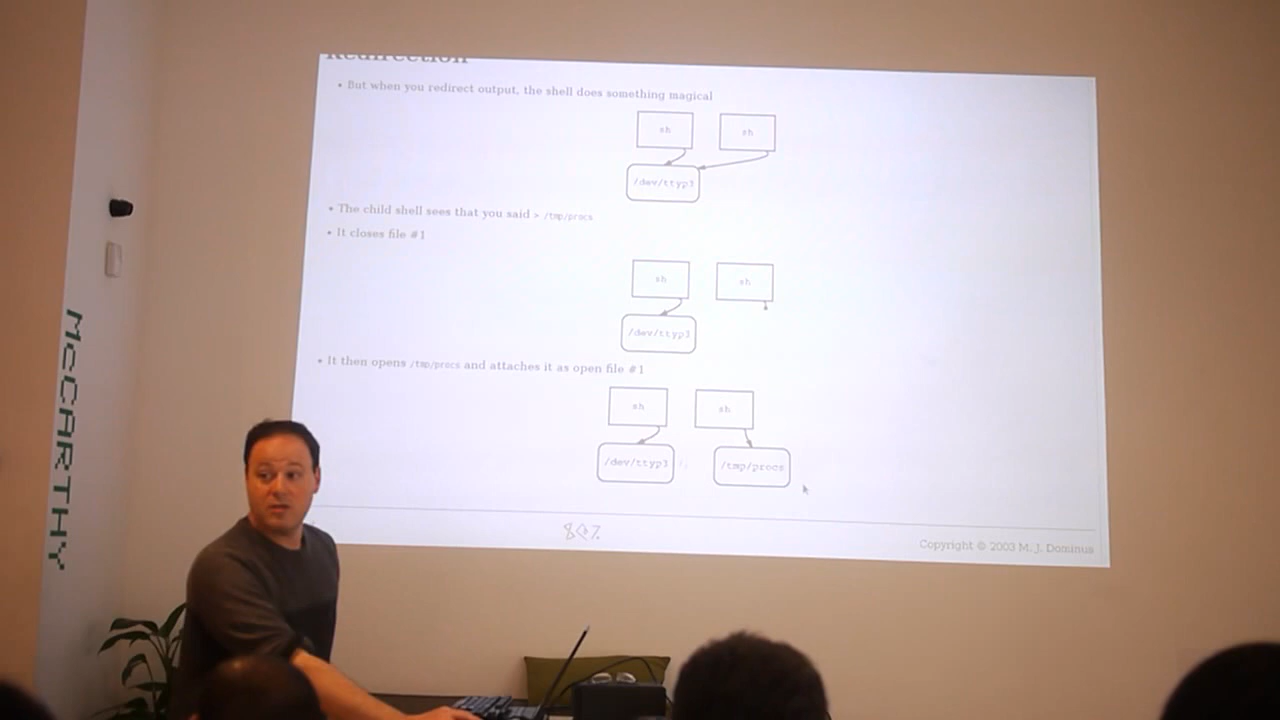 Redirection
• But when you redirect output, the shell does something magical
sh sh
/dev/ttyp3
• The child shell sees that you said > /tmp/procs
• It closes file #1
sh sh
/dev/ttyp3
• It then opens /tmp/procs and attaches it as open file #1
sh sh
/dev/ttyp3 /tmp/procs
Copyright © 2003 M. J. Dominus
MCCARTHY